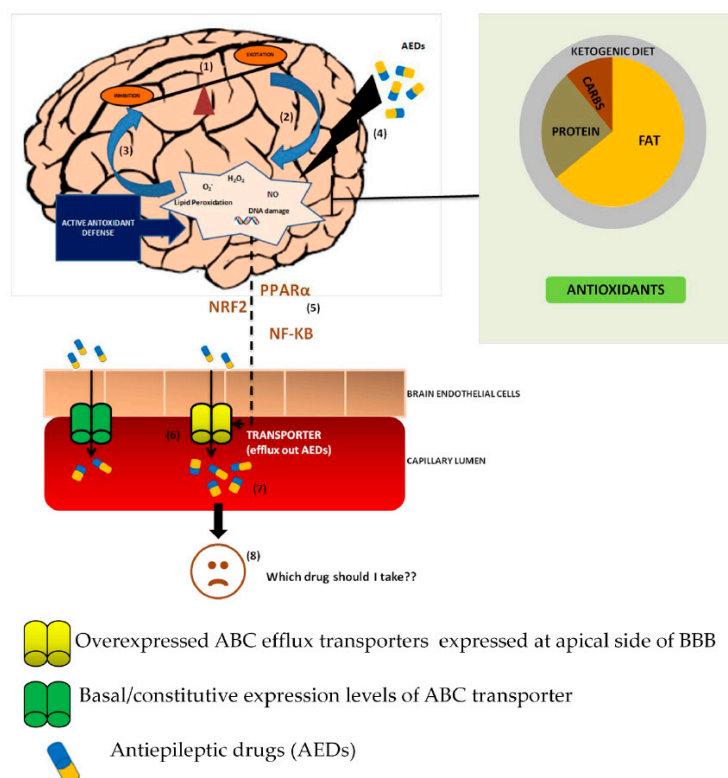 AEDs
EXCITATION
(1)
INHIBITION
(2)
(3)
(4)
H₂O₂
O₂⁻
NO
Lipid Peroxidation
DNA damage
ACTIVE ANTOXIDANT
DEFENSE
KETOGENIC DIET
CARBS
PROTEIN
FAT
ANTIOXIDANTS
PPARα
NRF2
(5)
NF-KB
BRAIN ENDOTHELIAL CELLS
(6)
TRANSPORTER
(efflux out AEDs)
CAPILLARY LUMEN
(7)
(8)
Which drug should I take??
Overexpressed ABC efflux transporters expressed at apical side of BBB
Basal/constitutive expression levels of ABC transporter
Antiepileptic drugs (AEDs)